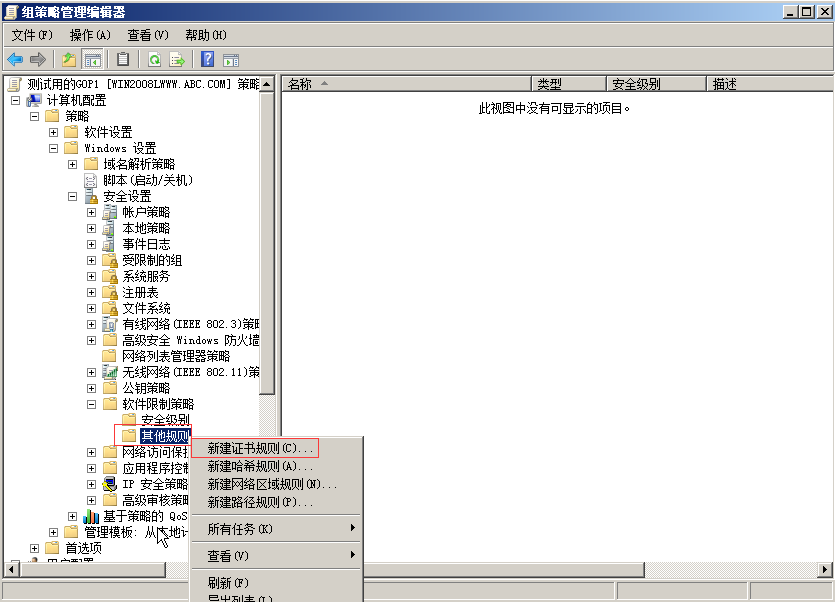 组策略管理编辑器
文件(F) 操作(A) 查看(V) 帮助(H)
测试用的GOP1 [WIN2008LWWW.ABC.COM] 策略
计算机配置
策略
软件设置
Windows 设置
域名解析策略
脚本(启动/关机)
安全设置
帐户策略
本地策略
事件日志
受限制的组
系统服务
注册表
文件系统
有线网络(IEEE 802.3)策略
高级安全 Windows 防火墙
网络列表管理器策略
无线网络(IEEE 802.11)策
公钥策略
软件限制策略
安全级别
其他规则
网络访问保护
应用程序控制
IP 安全策略
高级审核策略
基于策略的 QoS
管理模板: 从本地计
首选项
用户配置
名称 类型 安全级别 描述
此视图中没有可显示的项目。
新建证书规则(C)...
新建哈希规则(A)...
新建网络区域规则(N)...
新建路径规则(P)...
所有任务(K)
查看(V)
刷新(F)
导出列表(L)